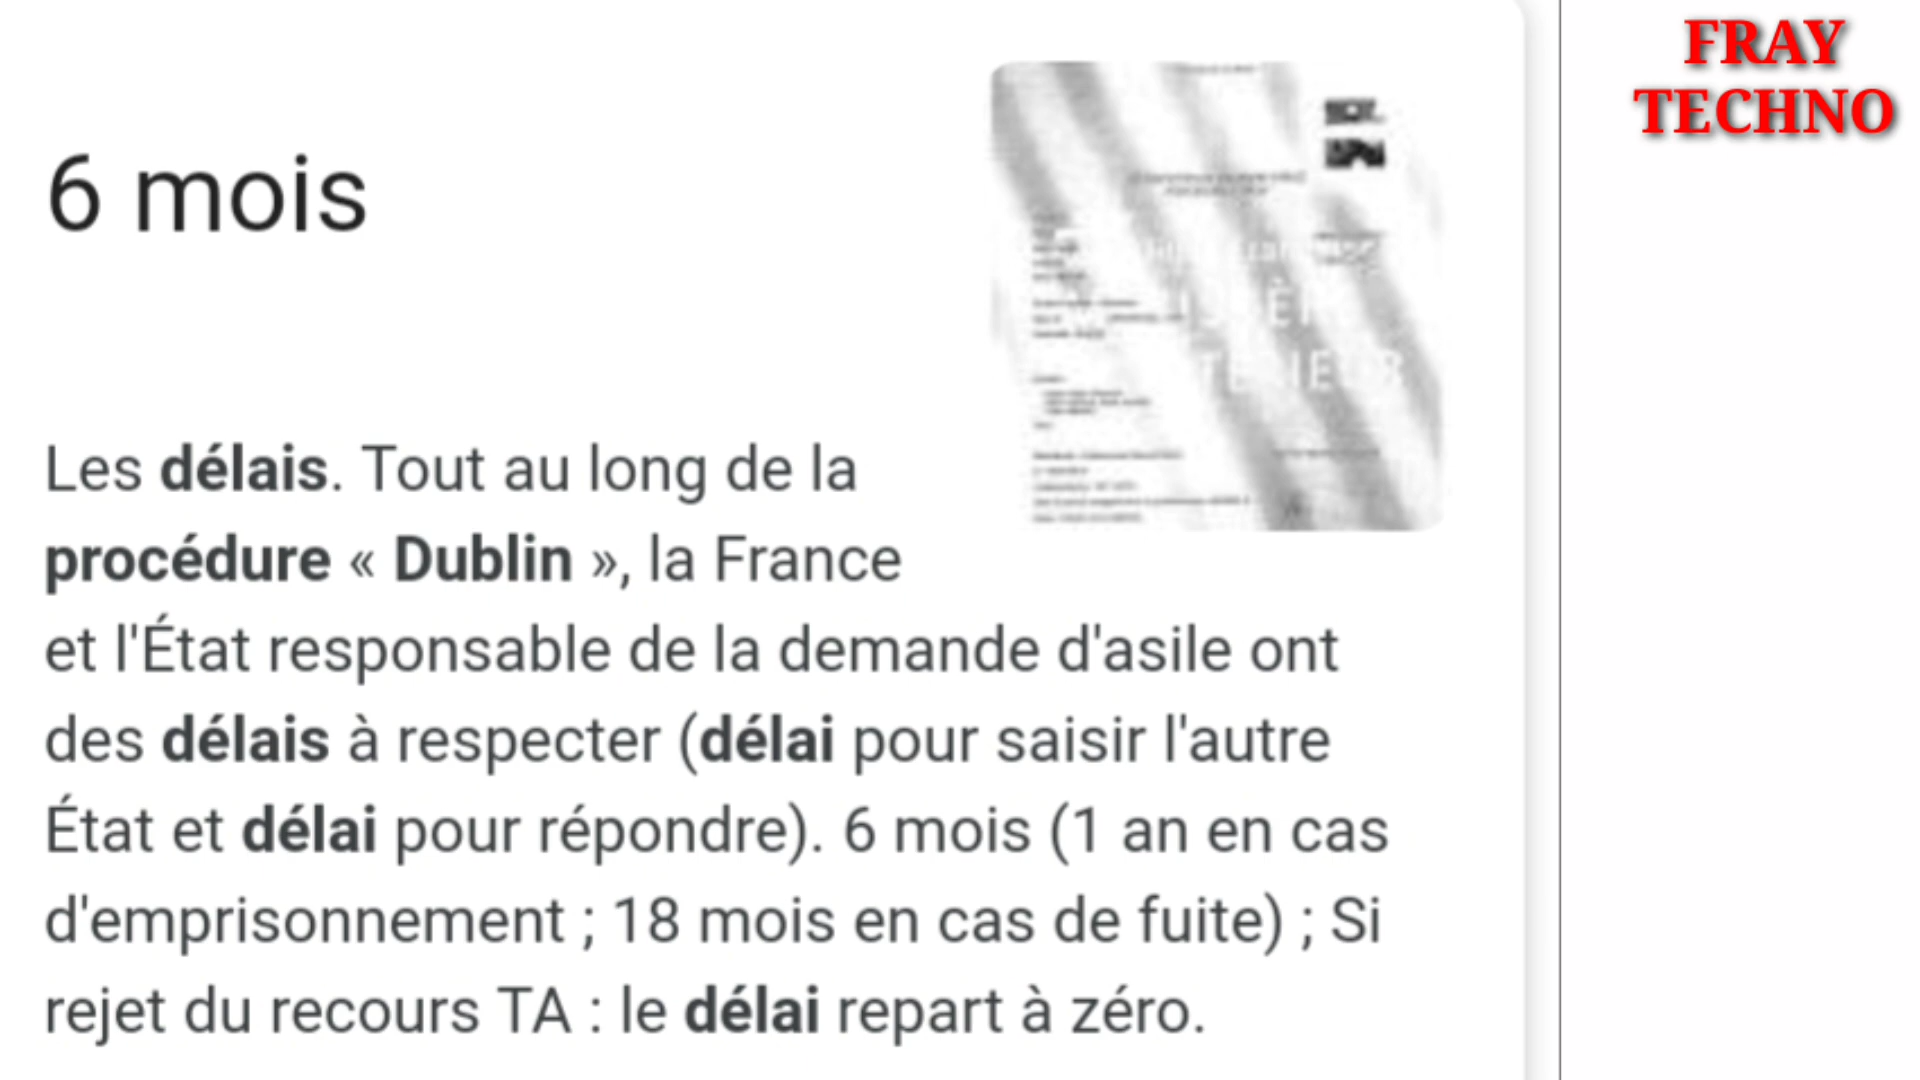 FRAY
TECHNO
6 mois
Les délais. Tout au long de la
procédure « Dublin », la France
et l'État responsable de la demande d'asile ont
des délais à respecter (délai pour saisir l'autre
État et délai pour répondre). 6 mois (1 an en cas
d'emprisonnement ; 18 mois en cas de fuite) ; Si
rejet du recours TA : le délai repart à zéro.